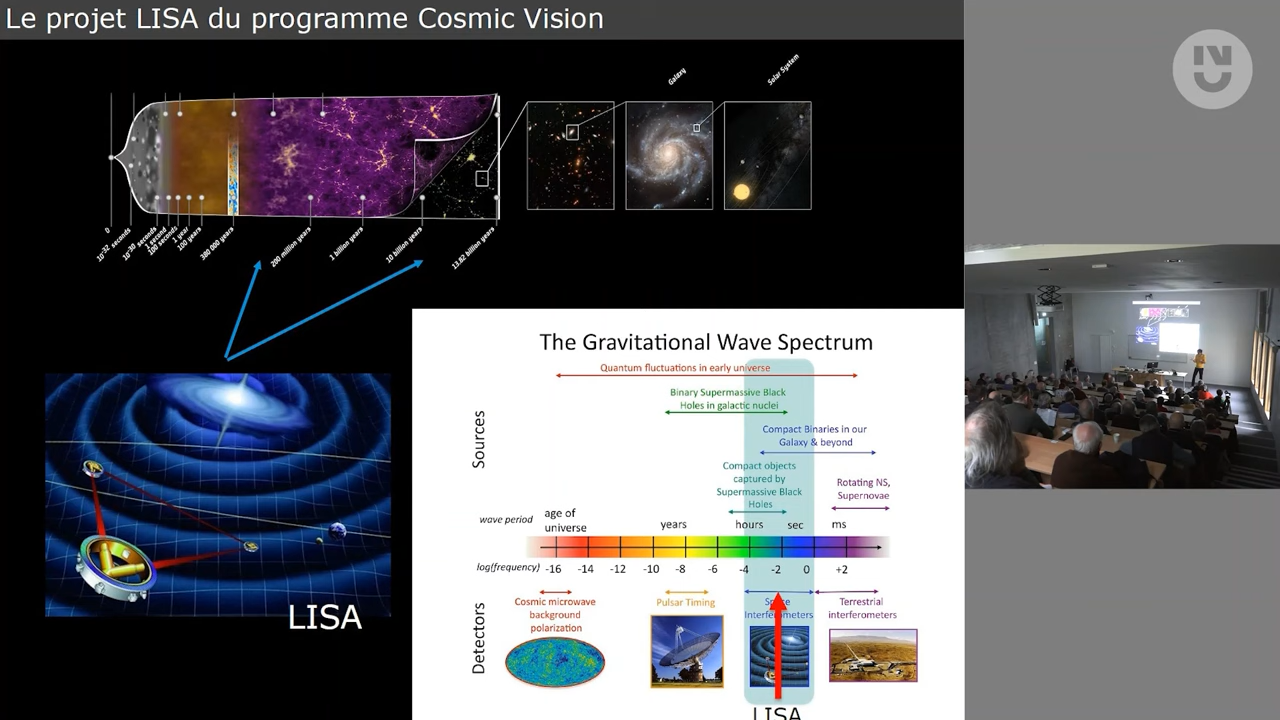 Le projet LISA du programme Cosmic Vision
Galaxy
Solar System
0
10-32 seconds
10-10 seconds
1 second
100 seconds
1 year
100 years
380 000 years
200 million years
1 billion years
10 billion years
13.82 billion years
LISA
The Gravitational Wave Spectrum
Quantum fluctuations in early universe
Binary Supermassive Black
Holes in galactic nuclei
Compact Binaries in our
Galaxy & beyond
Compact objects
captured by
Supermassive Black
Holes
Rotating NS,
Supernovae
Sources
wave period
age of
universe
years
hours
sec
ms
log(frequency)
-16 -14 -12 -10 -8 -6 -4 -2 0 +2
Detectors
Cosmic microwave
background
polarization
Pulsar Timing
Space
Interferometers
Terrestrial
interferometers
LISA